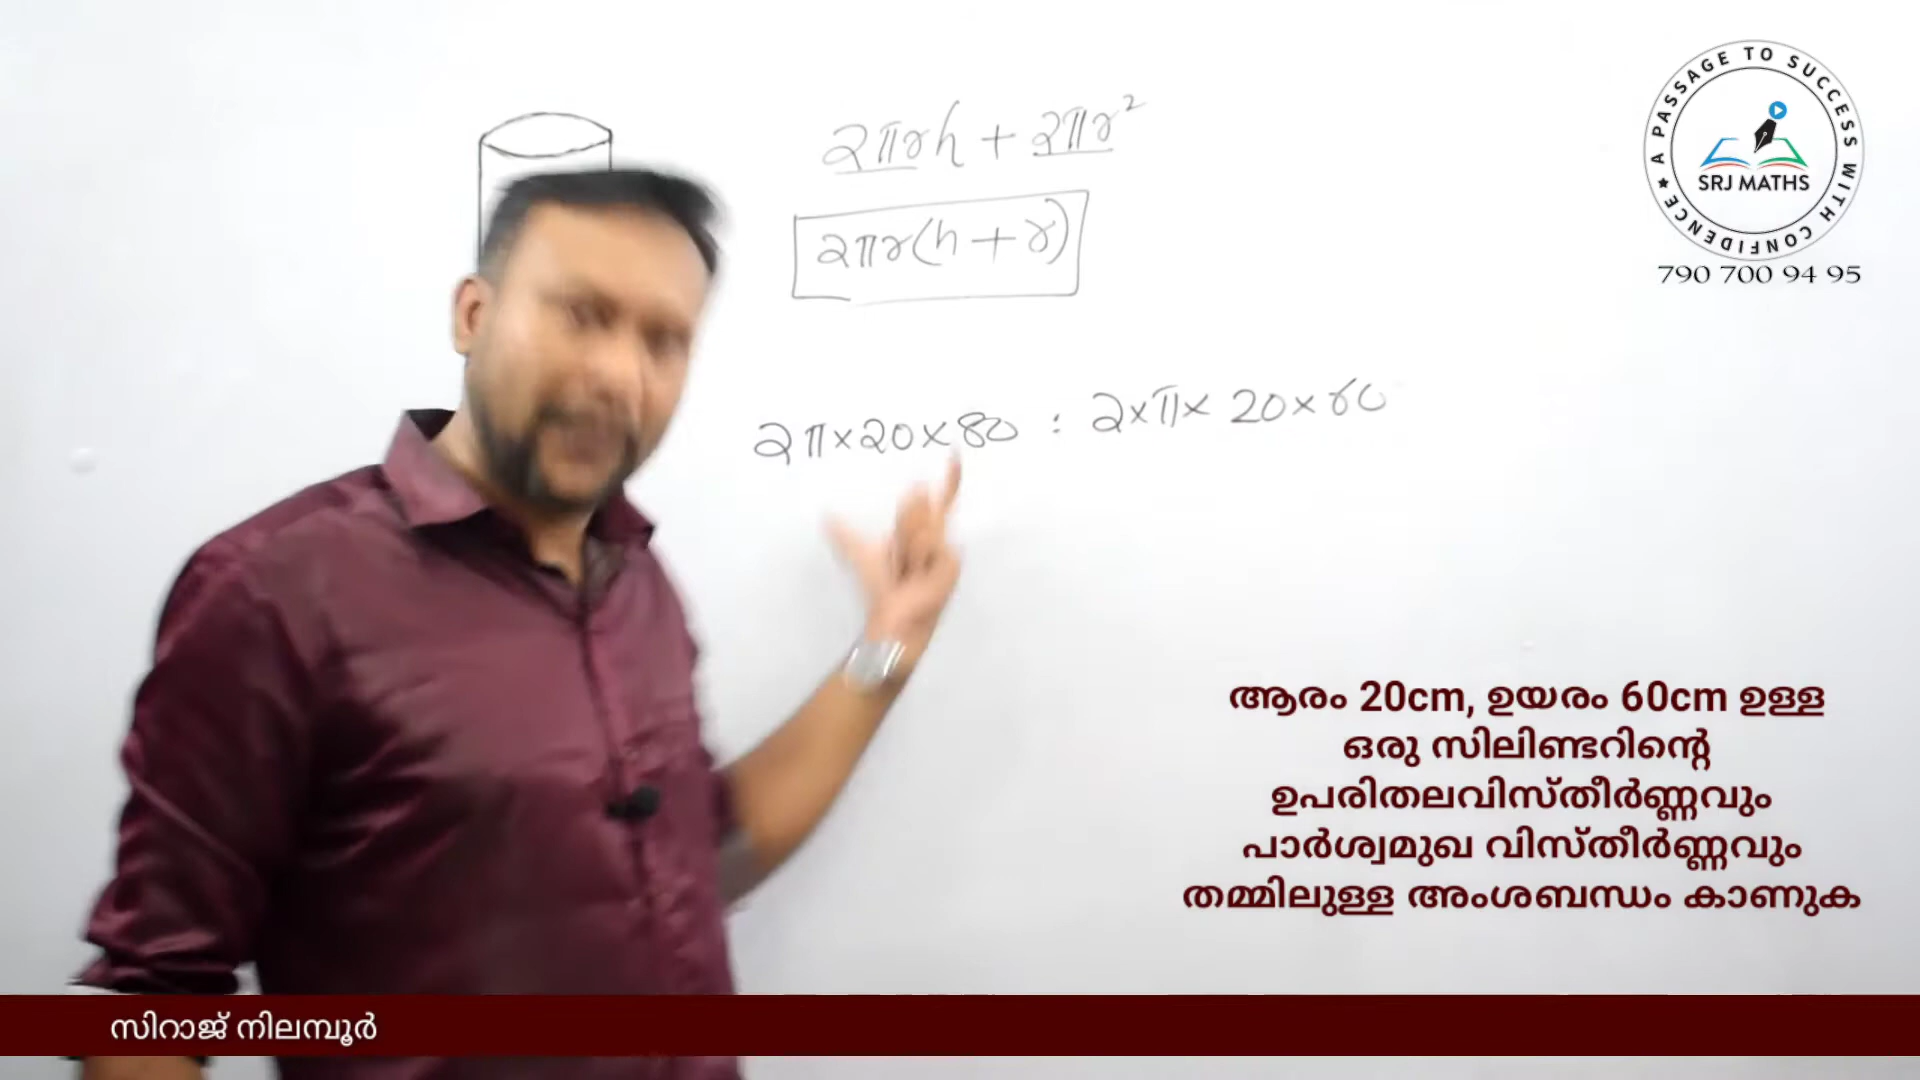 2πrh + 2πr²
2πr(h + r)
2π×20×80 : 2×π× 20×60
A PASSAGE TO SUCCESS WITH CONFIDENCE ★
SRJ MATHS
790 700 94 95
ആരം 20cm, ഉയരം 60cm ഉള്ള
ഒരു സിലിണ്ടറിന്റെ
ഉപരിതലവിസ്തീർണ്ണവും
പാർശ്വമുഖ വിസ്തീർണ്ണവും
തമ്മിലുള്ള അംശബന്ധം കാണുക
സിറാജ് നിലമ്പൂർ